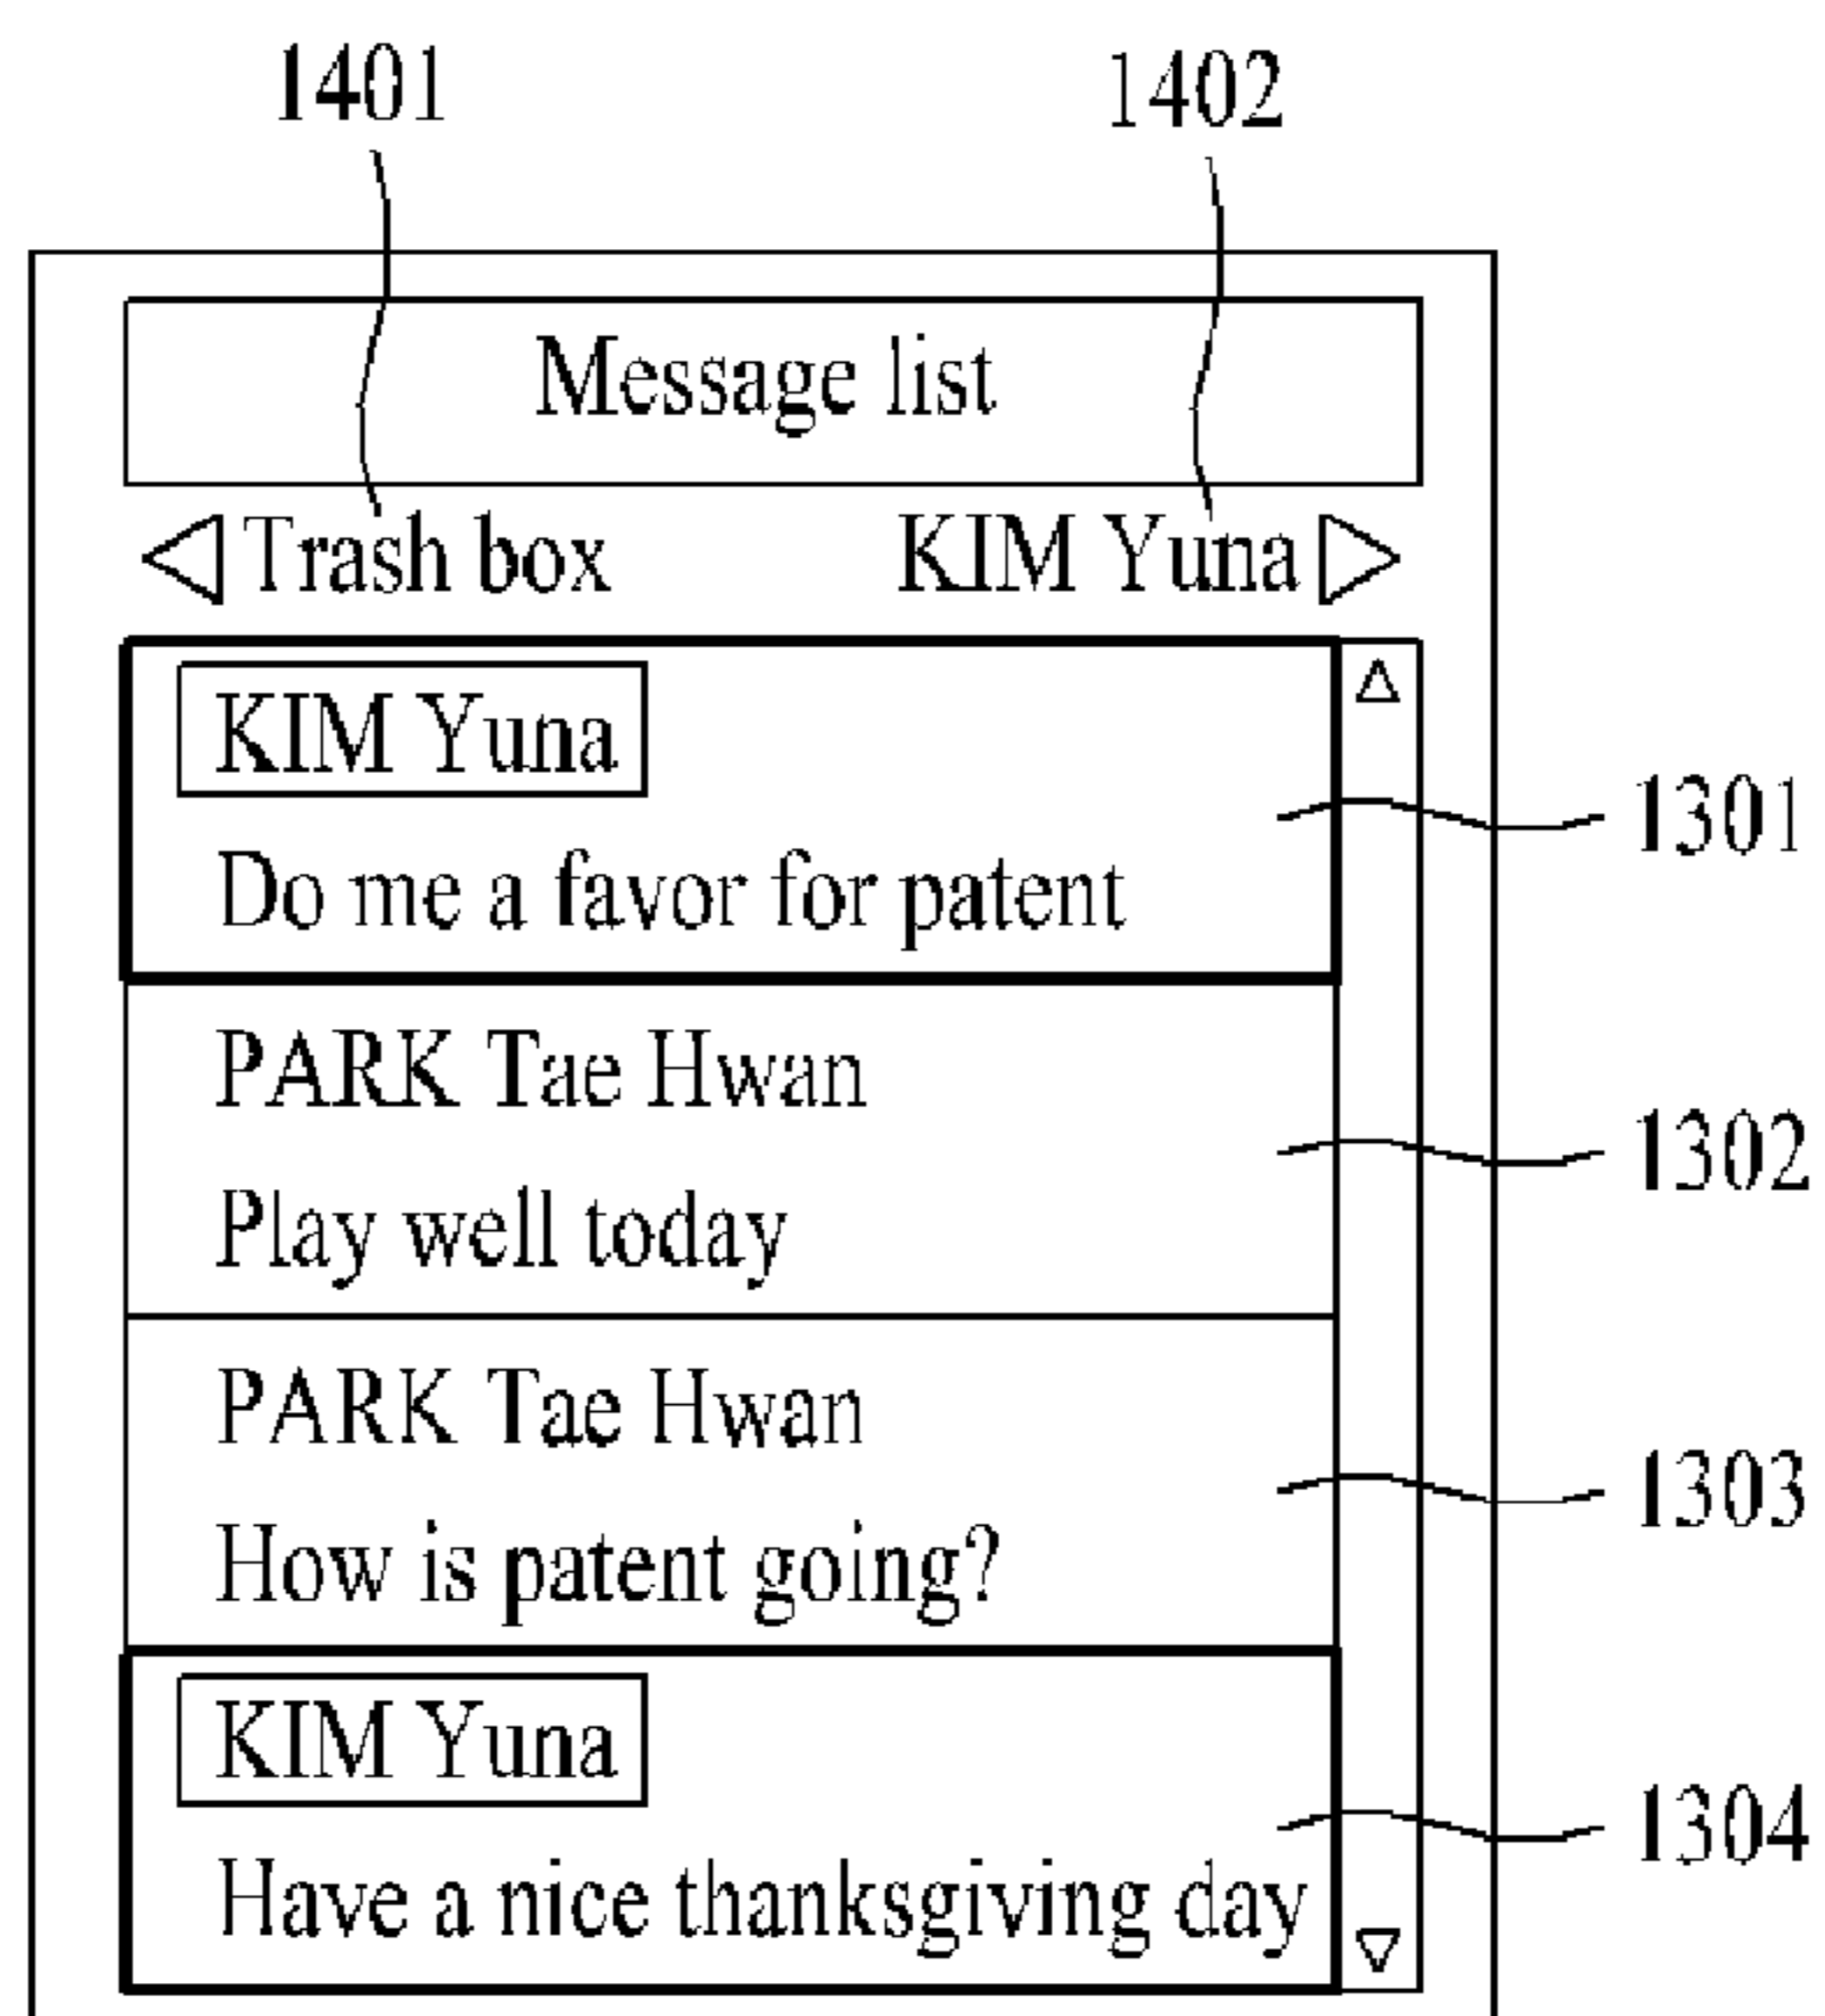 1401 1402
Message list
Trash box KIM Yuna
KIM Yuna
1301
Do me a favor for patent
PARK Tae Hwan
1302
Play well today
PARK Tae Hwan
1303
How is patent going?
KIM Yuna
1304
Have a nice thanksgiving day